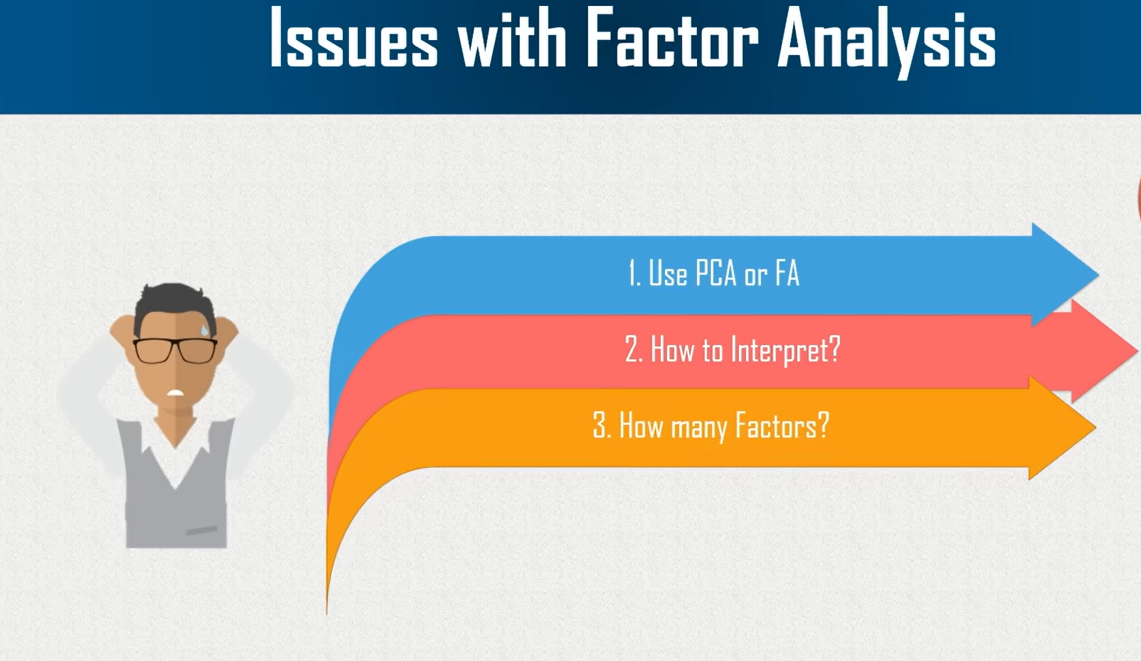 Issues with Factor Analysis
1. Use PCA or FA
2. How to Interpret?
3. How many Factors?